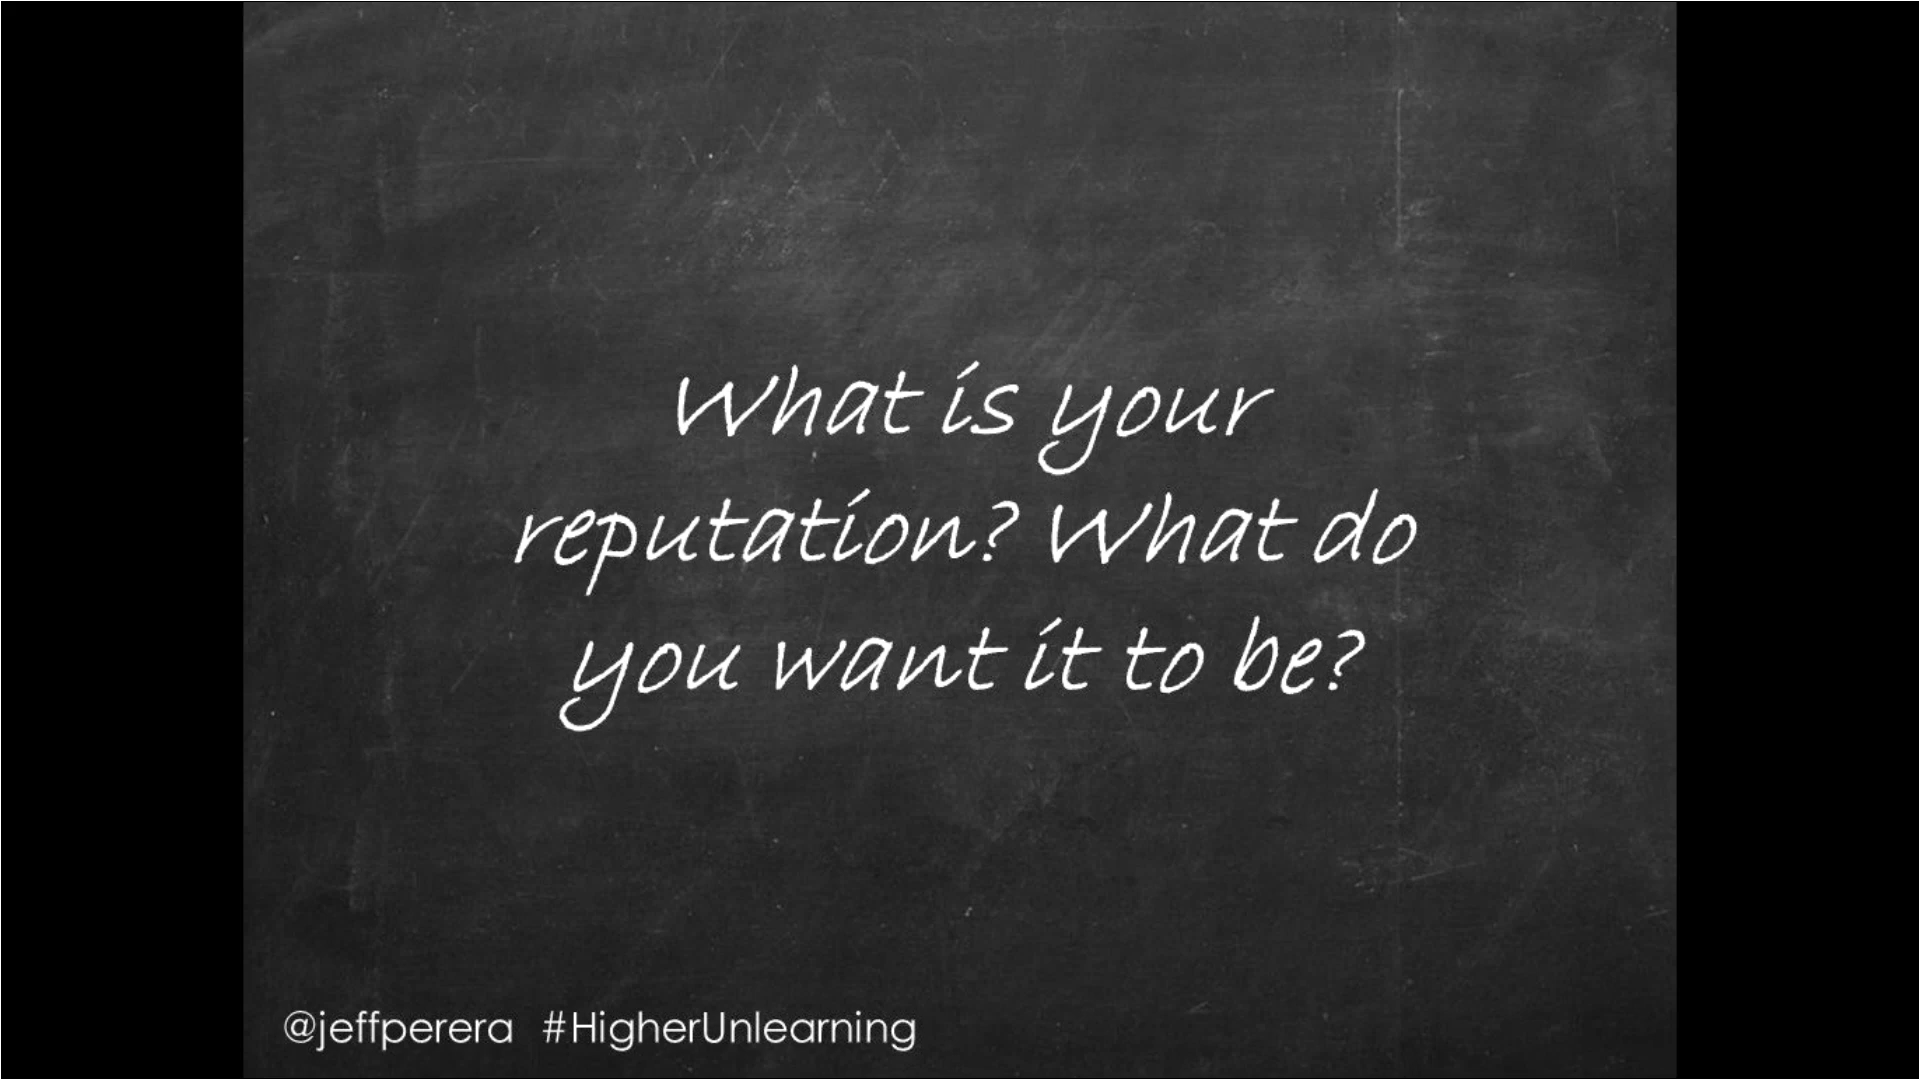 What is your
reputation? What do
you want it to be?
@jeffperera #HigherUnlearning